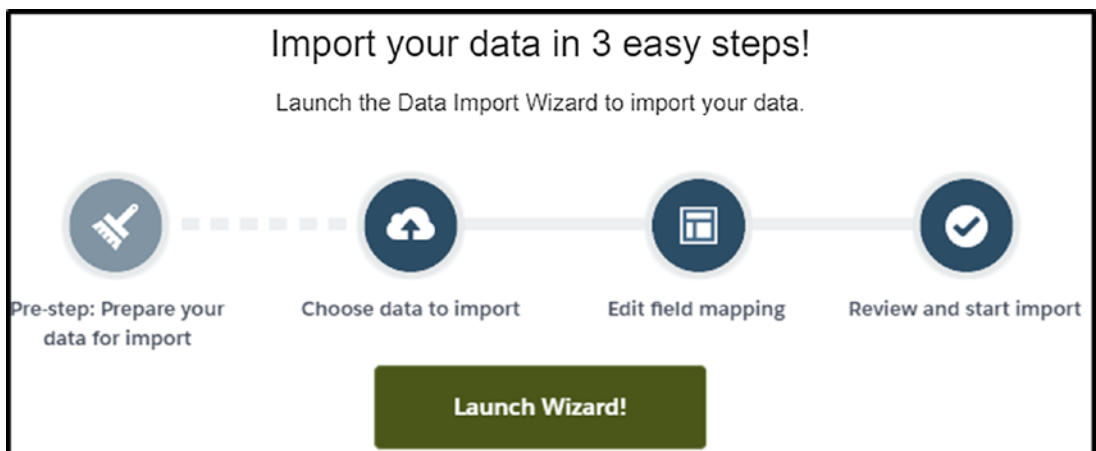 Import your data in 3 easy steps!
Launch the Data Import Wizard to import your data.
Pre-step: Prepare your
data for import
Choose data to import
Edit field mapping
Review and start import
Launch Wizard!